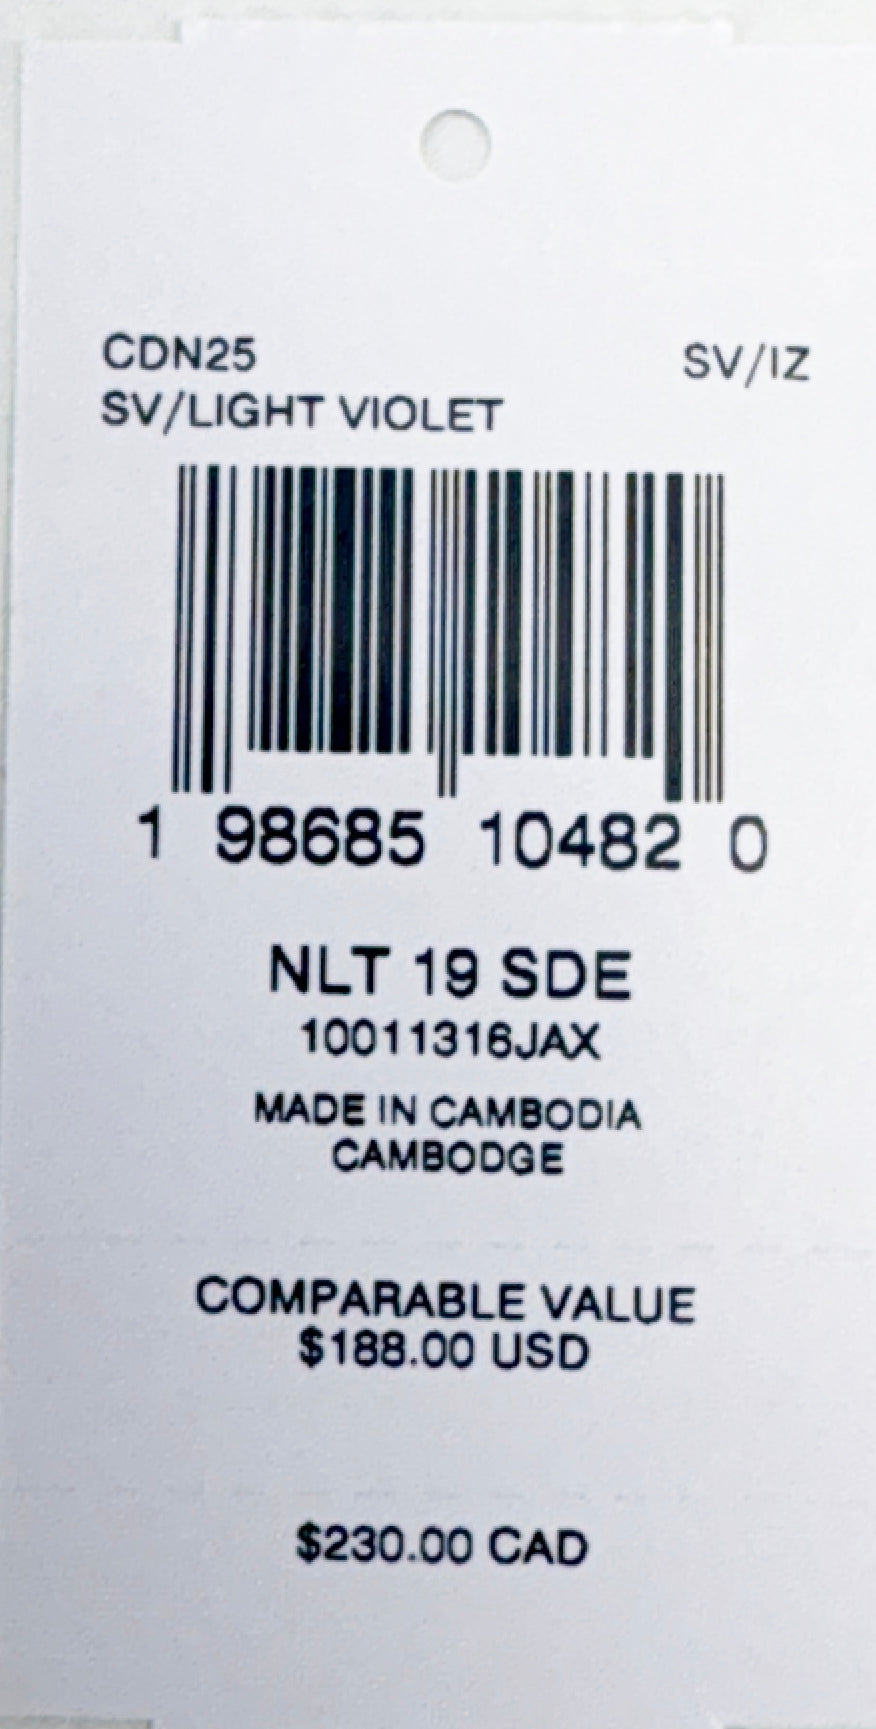 CDN25 SV/IZ
SV/LIGHT VIOLET
1 98685 10482 0
NLT 19 SDE
10011316JAX
MADE IN CAMBODIA
CAMBODGE
COMPARABLE VALUE
$188.00 USD
$230.00 CAD